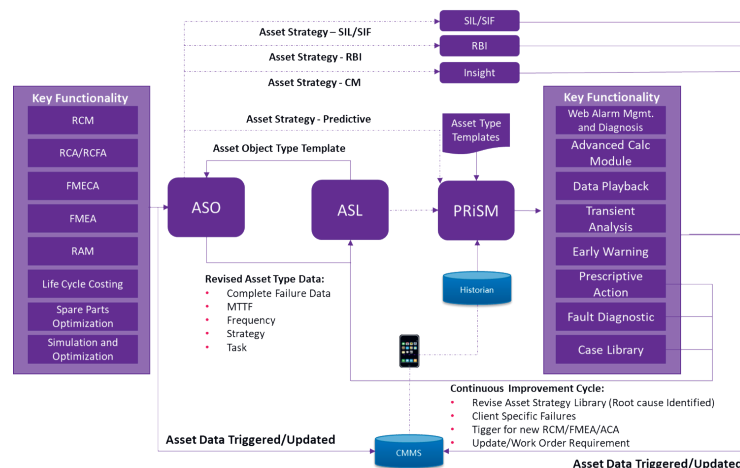 SIL/SIF
Asset Strategy – SIL/SIF
RBI
Asset Strategy - RBI
Insight
Asset Strategy - CM
Key Functionality
RCM
RCA/RCFA
FMECA
FMEA
RAM
Life Cycle Costing
Spare Parts
Optimization
Simulation and
Optimization
Asset Strategy - Predictive
Asset Object Type Template
ASO
ASL
Asset Type
Templates
PRiSM
Key Functionality
Web Alarm Mgmt.
and Diagnosis
Advanced Calc
Module
Data Playback
Transient
Analysis
Early Warning
Prescriptive
Action
Fault Diagnostic
Case Library
Revised Asset Type Data:
• Complete Failure Data
• MTTF
• Frequency
• Strategy
• Task
Historian
Continuous Improvement Cycle:
• Revise Asset Strategy Library (Root cause Identified)
• Client Specific Failures
• Tigger for new RCM/FMEA/ACA
• Update/Work Order Requirement
Asset Data Triggered/Updated
CMMS
Asset Data Triggered/Updated